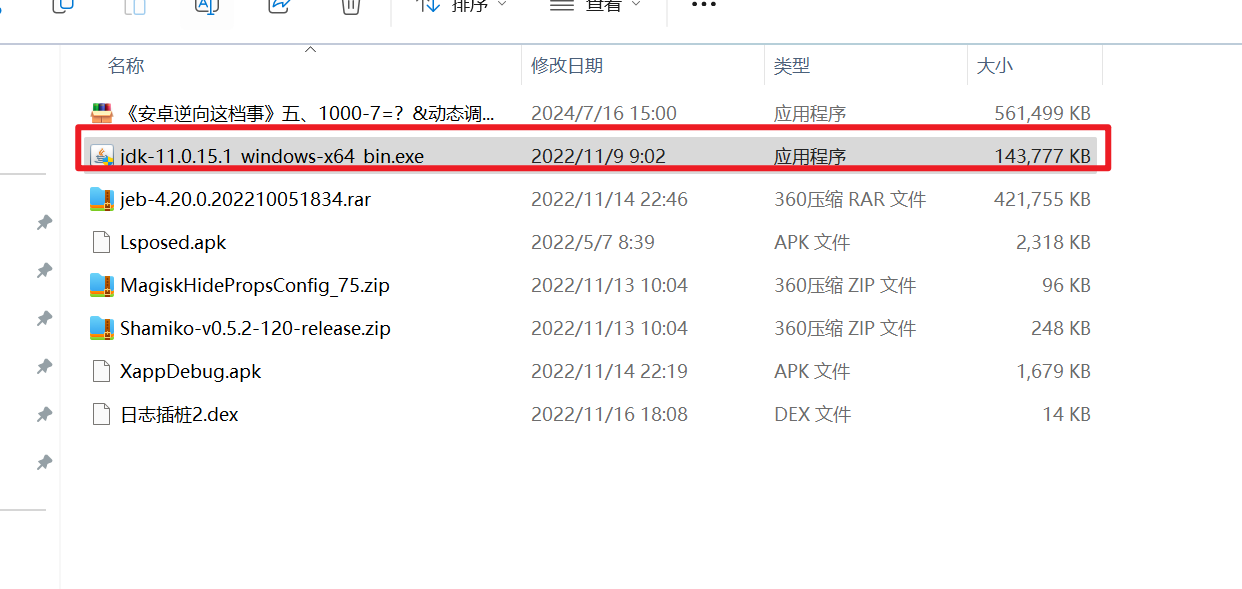 排序 查看
名称 修改日期 类型 大小
《安卓逆向这档事》五、1000-7=？&动态调... 2024/7/16 15:00 应用程序 561,499 KB
jdk-11.0.15.1_windows-x64_bin.exe 2022/11/9 9:02 应用程序 143,777 KB
jeb-4.20.0.202210051834.rar 2022/11/14 22:46 360压缩 RAR 文件 421,755 KB
Lsposed.apk 2022/5/7 8:39 APK 文件 2,318 KB
MagiskHidePropsConfig_75.zip 2022/11/13 10:04 360压缩 ZIP 文件 96 KB
Shamiko-v0.5.2-120-release.zip 2022/11/13 10:04 360压缩 ZIP 文件 248 KB
XappDebug.apk 2022/11/14 22:19 APK 文件 1,679 KB
日志插桩2.dex 2022/11/16 18:08 DEX 文件 14 KB